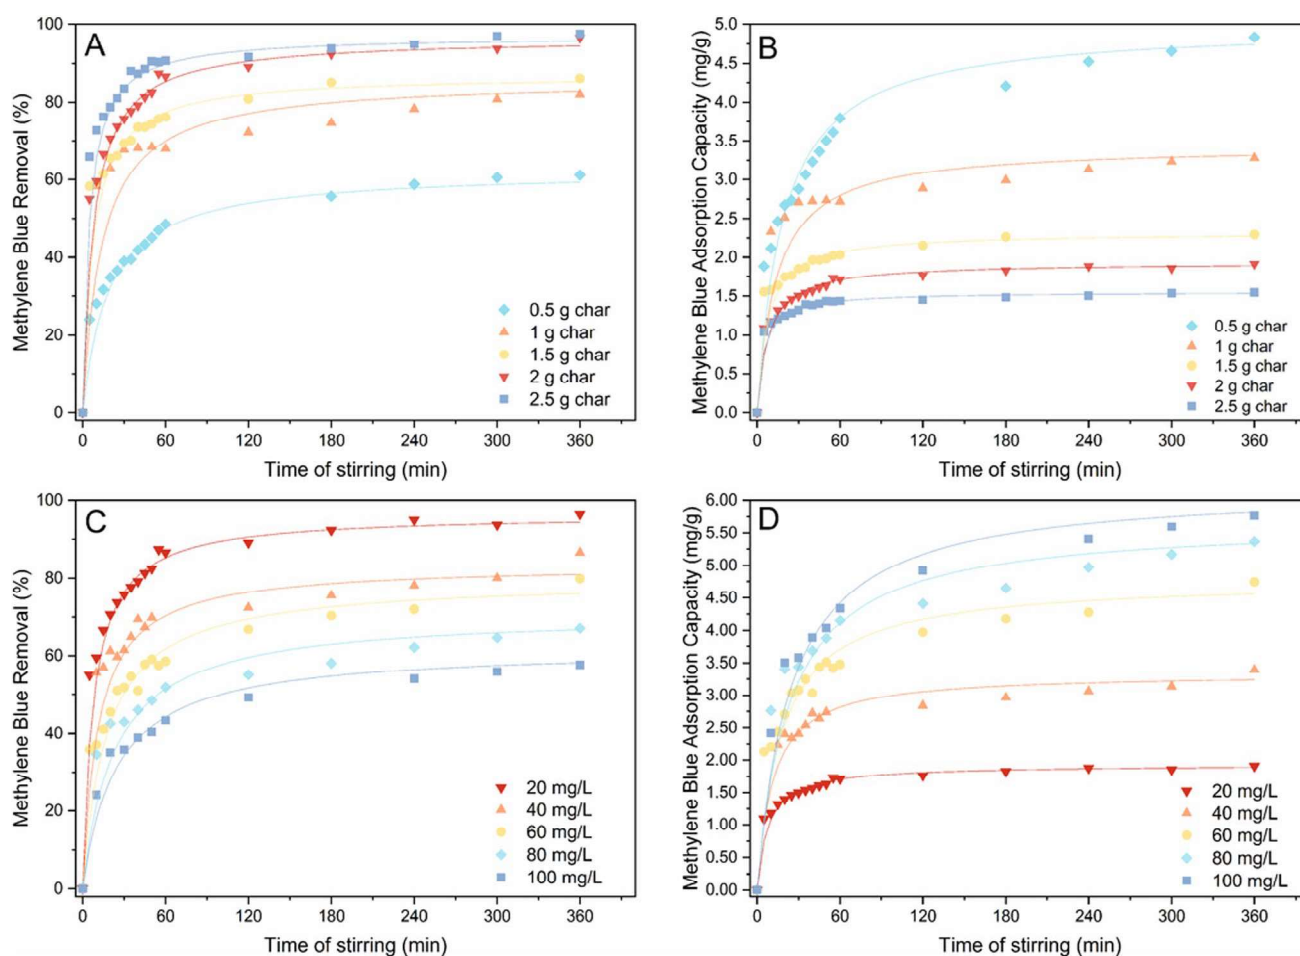 A
Methylene Blue Removal (%)
100
80
60
40
20
0
0.5 g char
1 g char
1.5 g char
2 g char
2.5 g char
0 60 120 180 240 300 360
Time of stirring (min)
B
Methylene Blue Adsorption Capacity (mg/g)
5.0
4.5
4.0
3.5
3.0
2.5
2.0
1.5
1.0
0.5
0.0
0.5 g char
1 g char
1.5 g char
2 g char
2.5 g char
0 60 120 180 240 300 360
Time of stirring (min)
C
Methylene Blue Removal (%)
100
80
60
40
20
0
20 mg/L
40 mg/L
60 mg/L
80 mg/L
100 mg/L
0 60 120 180 240 300 360
Time of stirring (min)
D
Methylene Blue Adsorption Capacity (mg/g)
6.00
5.50
5.00
4.50
4.00
3.50
3.00
2.50
2.00
1.50
1.00
0.50
0.00
20 mg/L
40 mg/L
60 mg/L
80 mg/L
100 mg/L
0 60 120 180 240 300 360
Time of stirring (min)